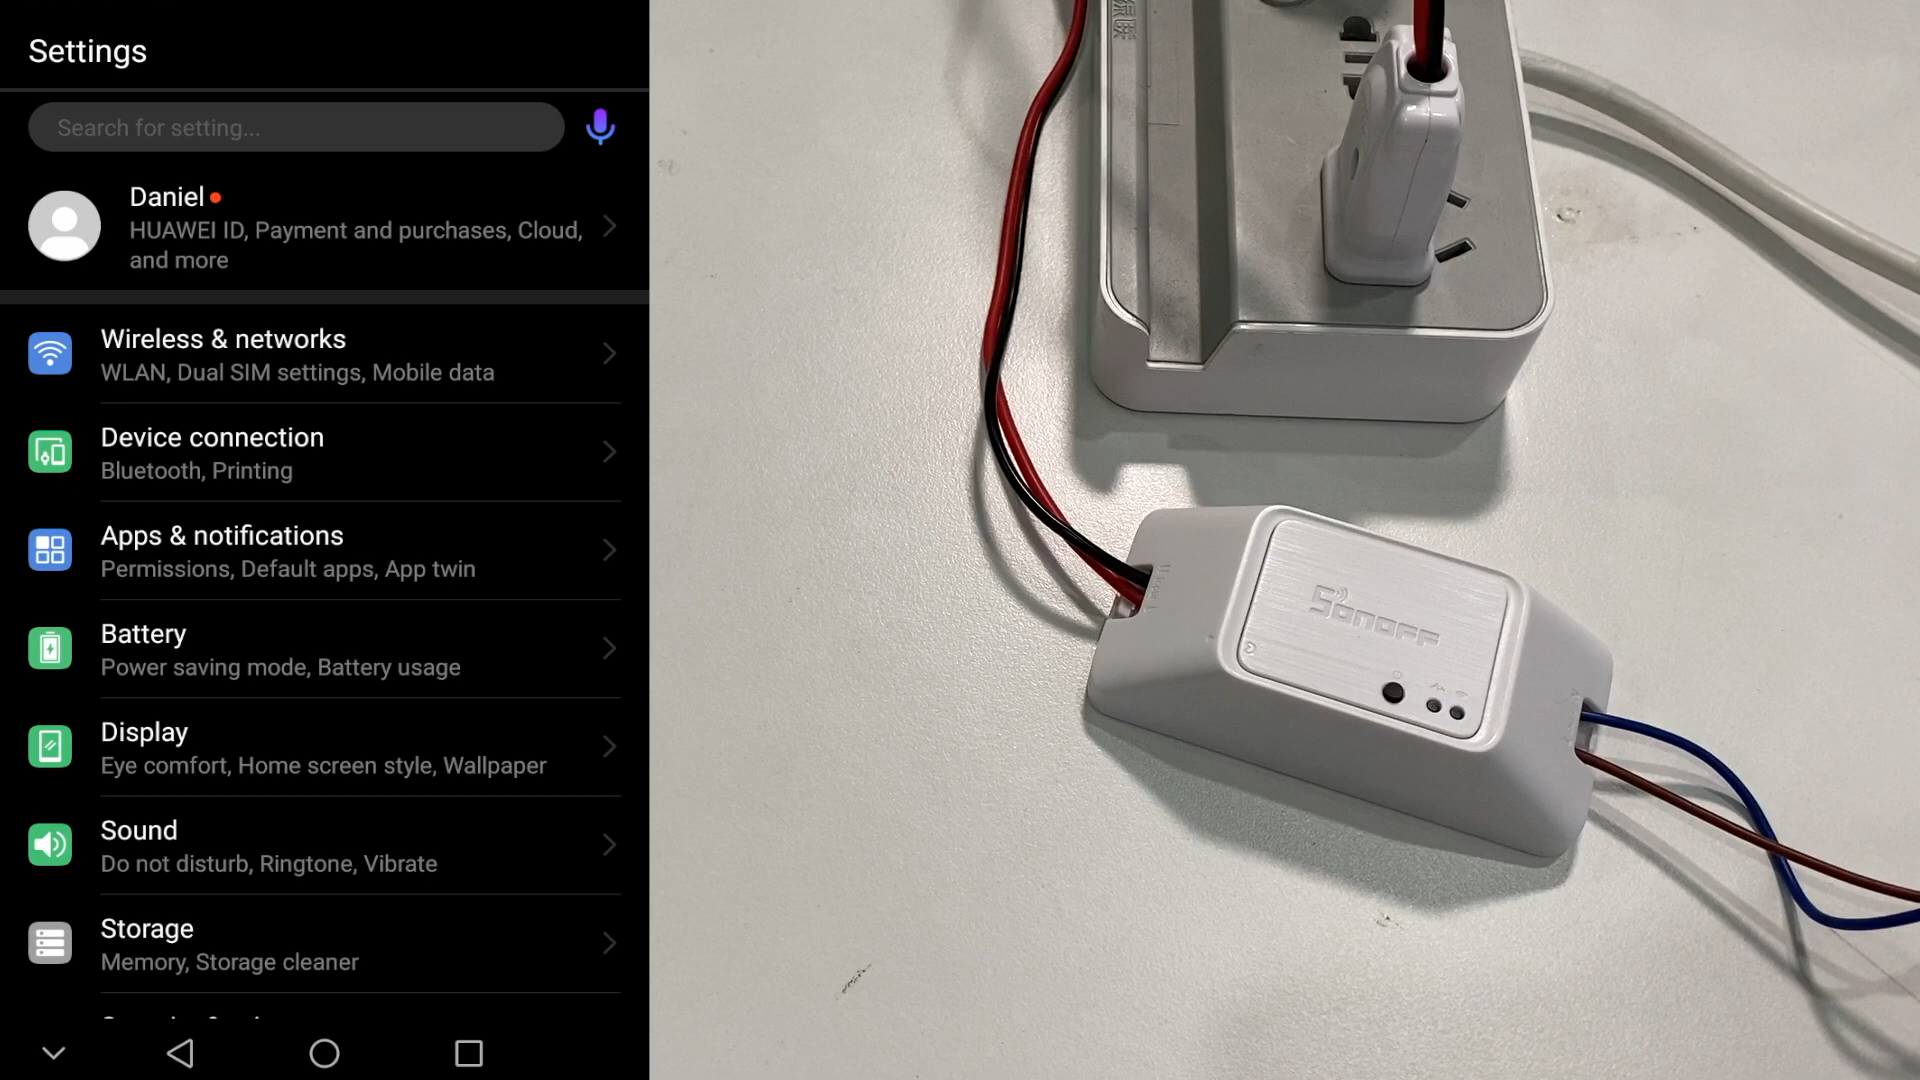 Settings
Search for setting...
Daniel
HUAWEI ID, Payment and purchases, Cloud,
and more
Wireless & networks
WLAN, Dual SIM settings, Mobile data
Device connection
Bluetooth, Printing
Apps & notifications
Permissions, Default apps, App twin
Battery
Power saving mode, Battery usage
Display
Eye comfort, Home screen style, Wallpaper
Sound
Do not disturb, Ringtone, Vibrate
Storage
Memory, Storage cleaner
SONOFF